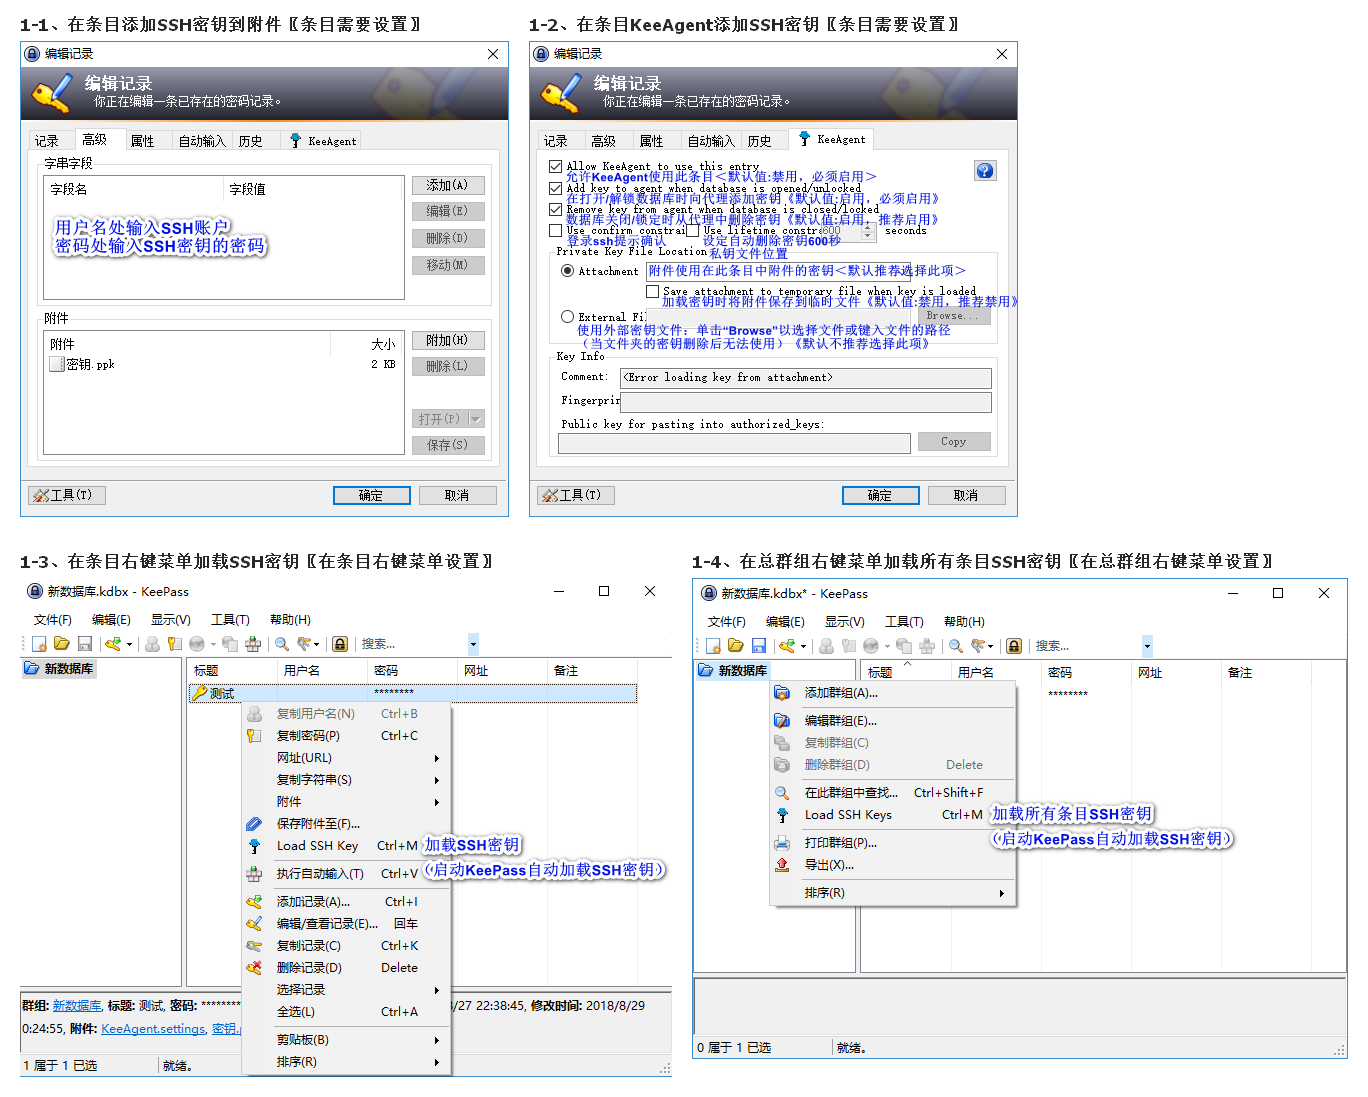 1-1、在条目添加SSH密钥到附件〖条目需要设置〗
编辑记录
编辑记录
你正在编辑一条已存在的密码记录。
记录 高级 属性 自动输入 历史 KeeAgent
字串字段
字段名 字段值
添加(A)
编辑(E)
删除(D)
移动(M)
用户名处输入SSH账户
密码处输入SSH密钥的密码
附件
附件 大小
密钥.ppk 2 KB
附加(H)
删除(L)
打开(P)
保存(S)
工具(T) 确定 取消
1-2、在条目KeeAgent添加SSH密钥〖条目需要设置〗
编辑记录
编辑记录
你正在编辑一条已存在的密码记录。
记录 高级 属性 自动输入 历史 KeeAgent
Allow KeeAgent to use this entry
允许KeeAgent使用此条目＜默认值:禁用，必须启用＞
Add key to agent when database is opened/unlocked
在打开/解锁数据库时向代理添加密钥《默认值:启用，必须启用》
Remove key from agent when database is closed/locked
数据库关闭/锁定时从代理中删除密钥《默认值:启用，推荐启用》
Use confirm constrai Use lifetime constra 600 seconds
登录ssh提示确认 设定自动删除密钥600秒
Private Key File Location 私钥文件位置
Attachment 附件使用在此条目中附件的密钥＜默认推荐选择此项＞
Save attachment to temporary file when key is loaded
加载密钥时将附件保存到临时文件《默认值:禁用，推荐禁用》
External Fi Browse...
使用外部密钥文件：单击“Browse”以选择文件或键入文件的路径
（当文件夹的密钥删除后无法使用）《默认不推荐选择此项》
Key Info
Comment: <Error loading key from attachment>
Fingerprin
Public key for pasting into authorized_keys:
Copy
工具(T) 确定 取消
1-3、在条目右键菜单加载SSH密钥〖在条目右键菜单设置〗
新数据库.kdbx - KeePass
文件(F) 编辑(E) 显示(V) 工具(T) 帮助(H)
搜索...
新数据库
标题 用户名 密码 网址 备注
测试 ********
复制用户名(N) Ctrl+B
复制密码(P) Ctrl+C
网址(URL)
复制字符串(S)
附件
保存附件至(F)...
Load SSH Key Ctrl+M 加载SSH密钥
执行自动输入(T) Ctrl+V （启动KeePass自动加载SSH密钥）
添加记录(A)... Ctrl+I
编辑/查看记录(E)... 回车
复制记录(C) Ctrl+K
删除记录(D) Delete
选择记录
全选(L) Ctrl+A
剪贴板(B)
排序(R)
群组: 新数据库, 标题: 测试, 密码: ******** /27 22:38:45, 修改时间: 2018/8/29
0:24:55, 附件: KeeAgent.settings, 密钥.p
1 属于 1 已选 就绪。
1-4、在总群组右键菜单加载所有条目SSH密钥〖在总群组右键菜单设置〗
新数据库.kdbx* - KeePass
文件(F) 编辑(E) 显示(V) 工具(T) 帮助(H)
搜索...
新数据库
标题 用户名 密码 网址 备注
********
添加群组(A)...
编辑群组(E)...
复制群组(C)
删除群组(D) Delete
在此群组中查找... Ctrl+Shift+F
Load SSH Keys Ctrl+M 加载所有条目SSH密钥
打印群组(P)... （启动KeePass自动加载SSH密钥）
导出(X)...
排序(R)
0 属于 1 已选 就绪。